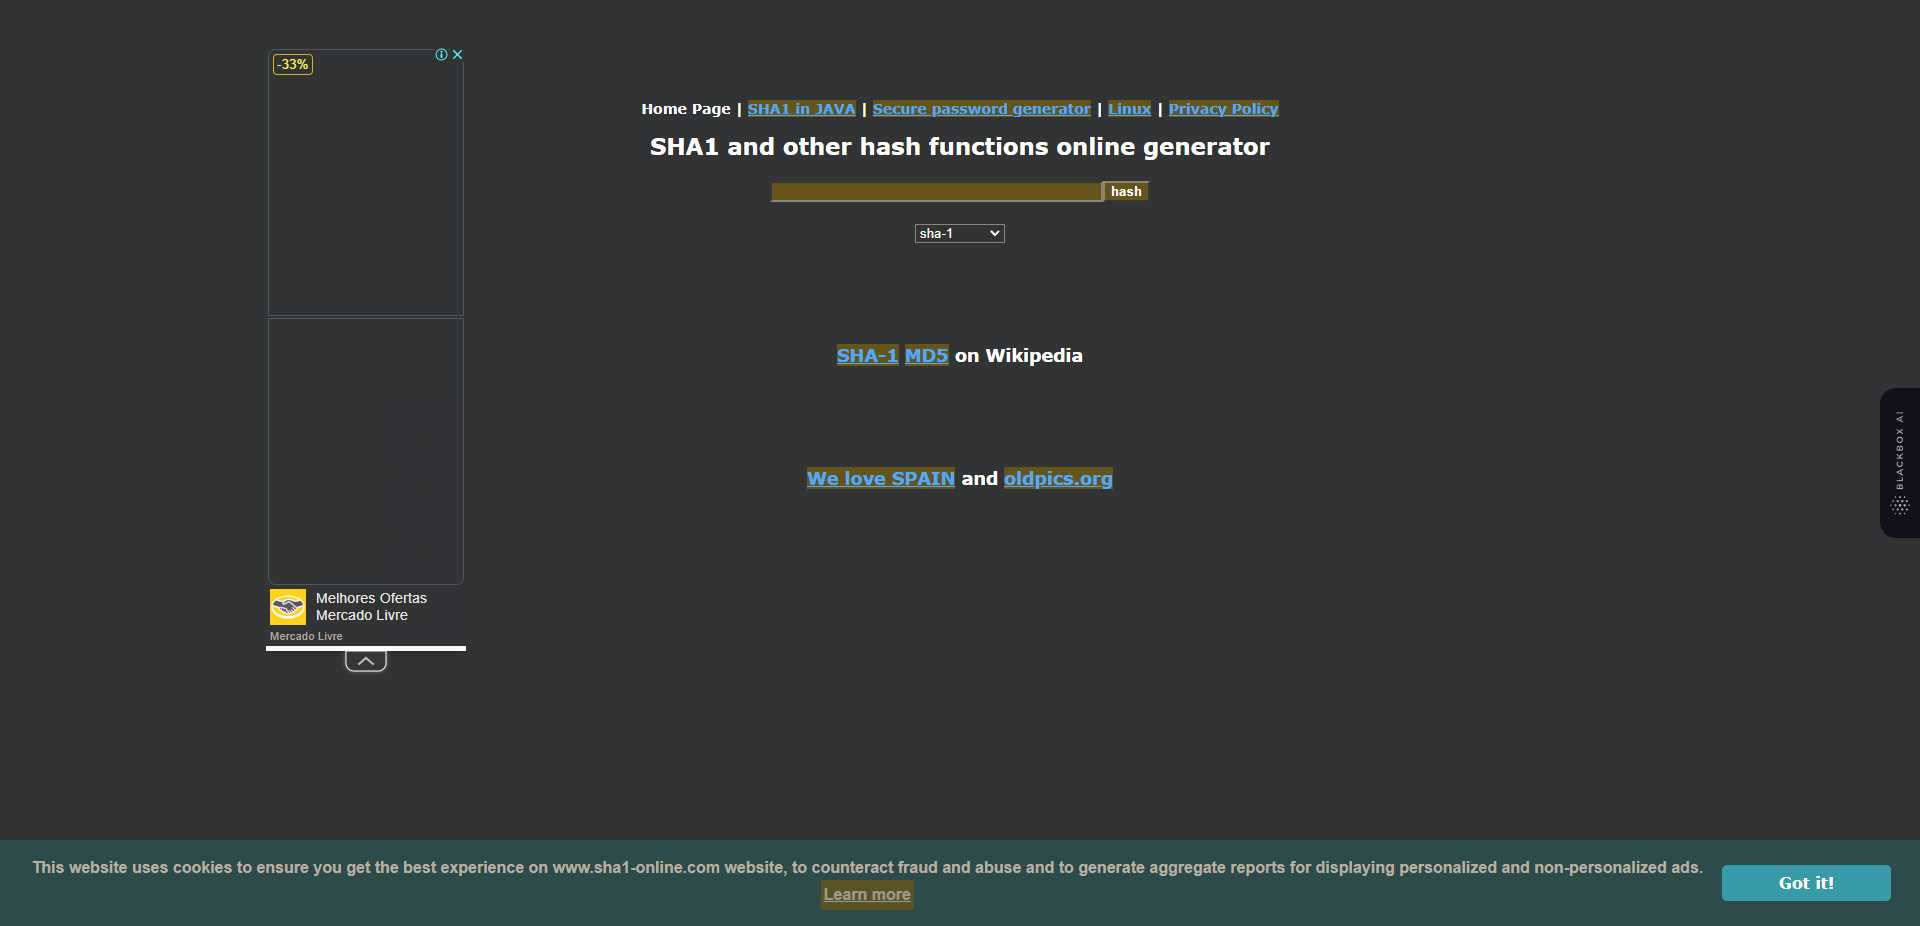 -33%
Home Page | SHA1 in JAVA | Secure password generator | Linux | Privacy Policy
SHA1 and other hash functions online generator
hash
sha-1
SHA-1 MD5 on Wikipedia
BLACKBOX AI
We love SPAIN and oldpics.org
Melhores Ofertas
Mercado Livre
Mercado Livre
This website uses cookies to ensure you get the best experience on www.sha1-online.com website, to counteract fraud and abuse and to generate aggregate reports for displaying personalized and non-personalized ads.
Learn more
Got it!